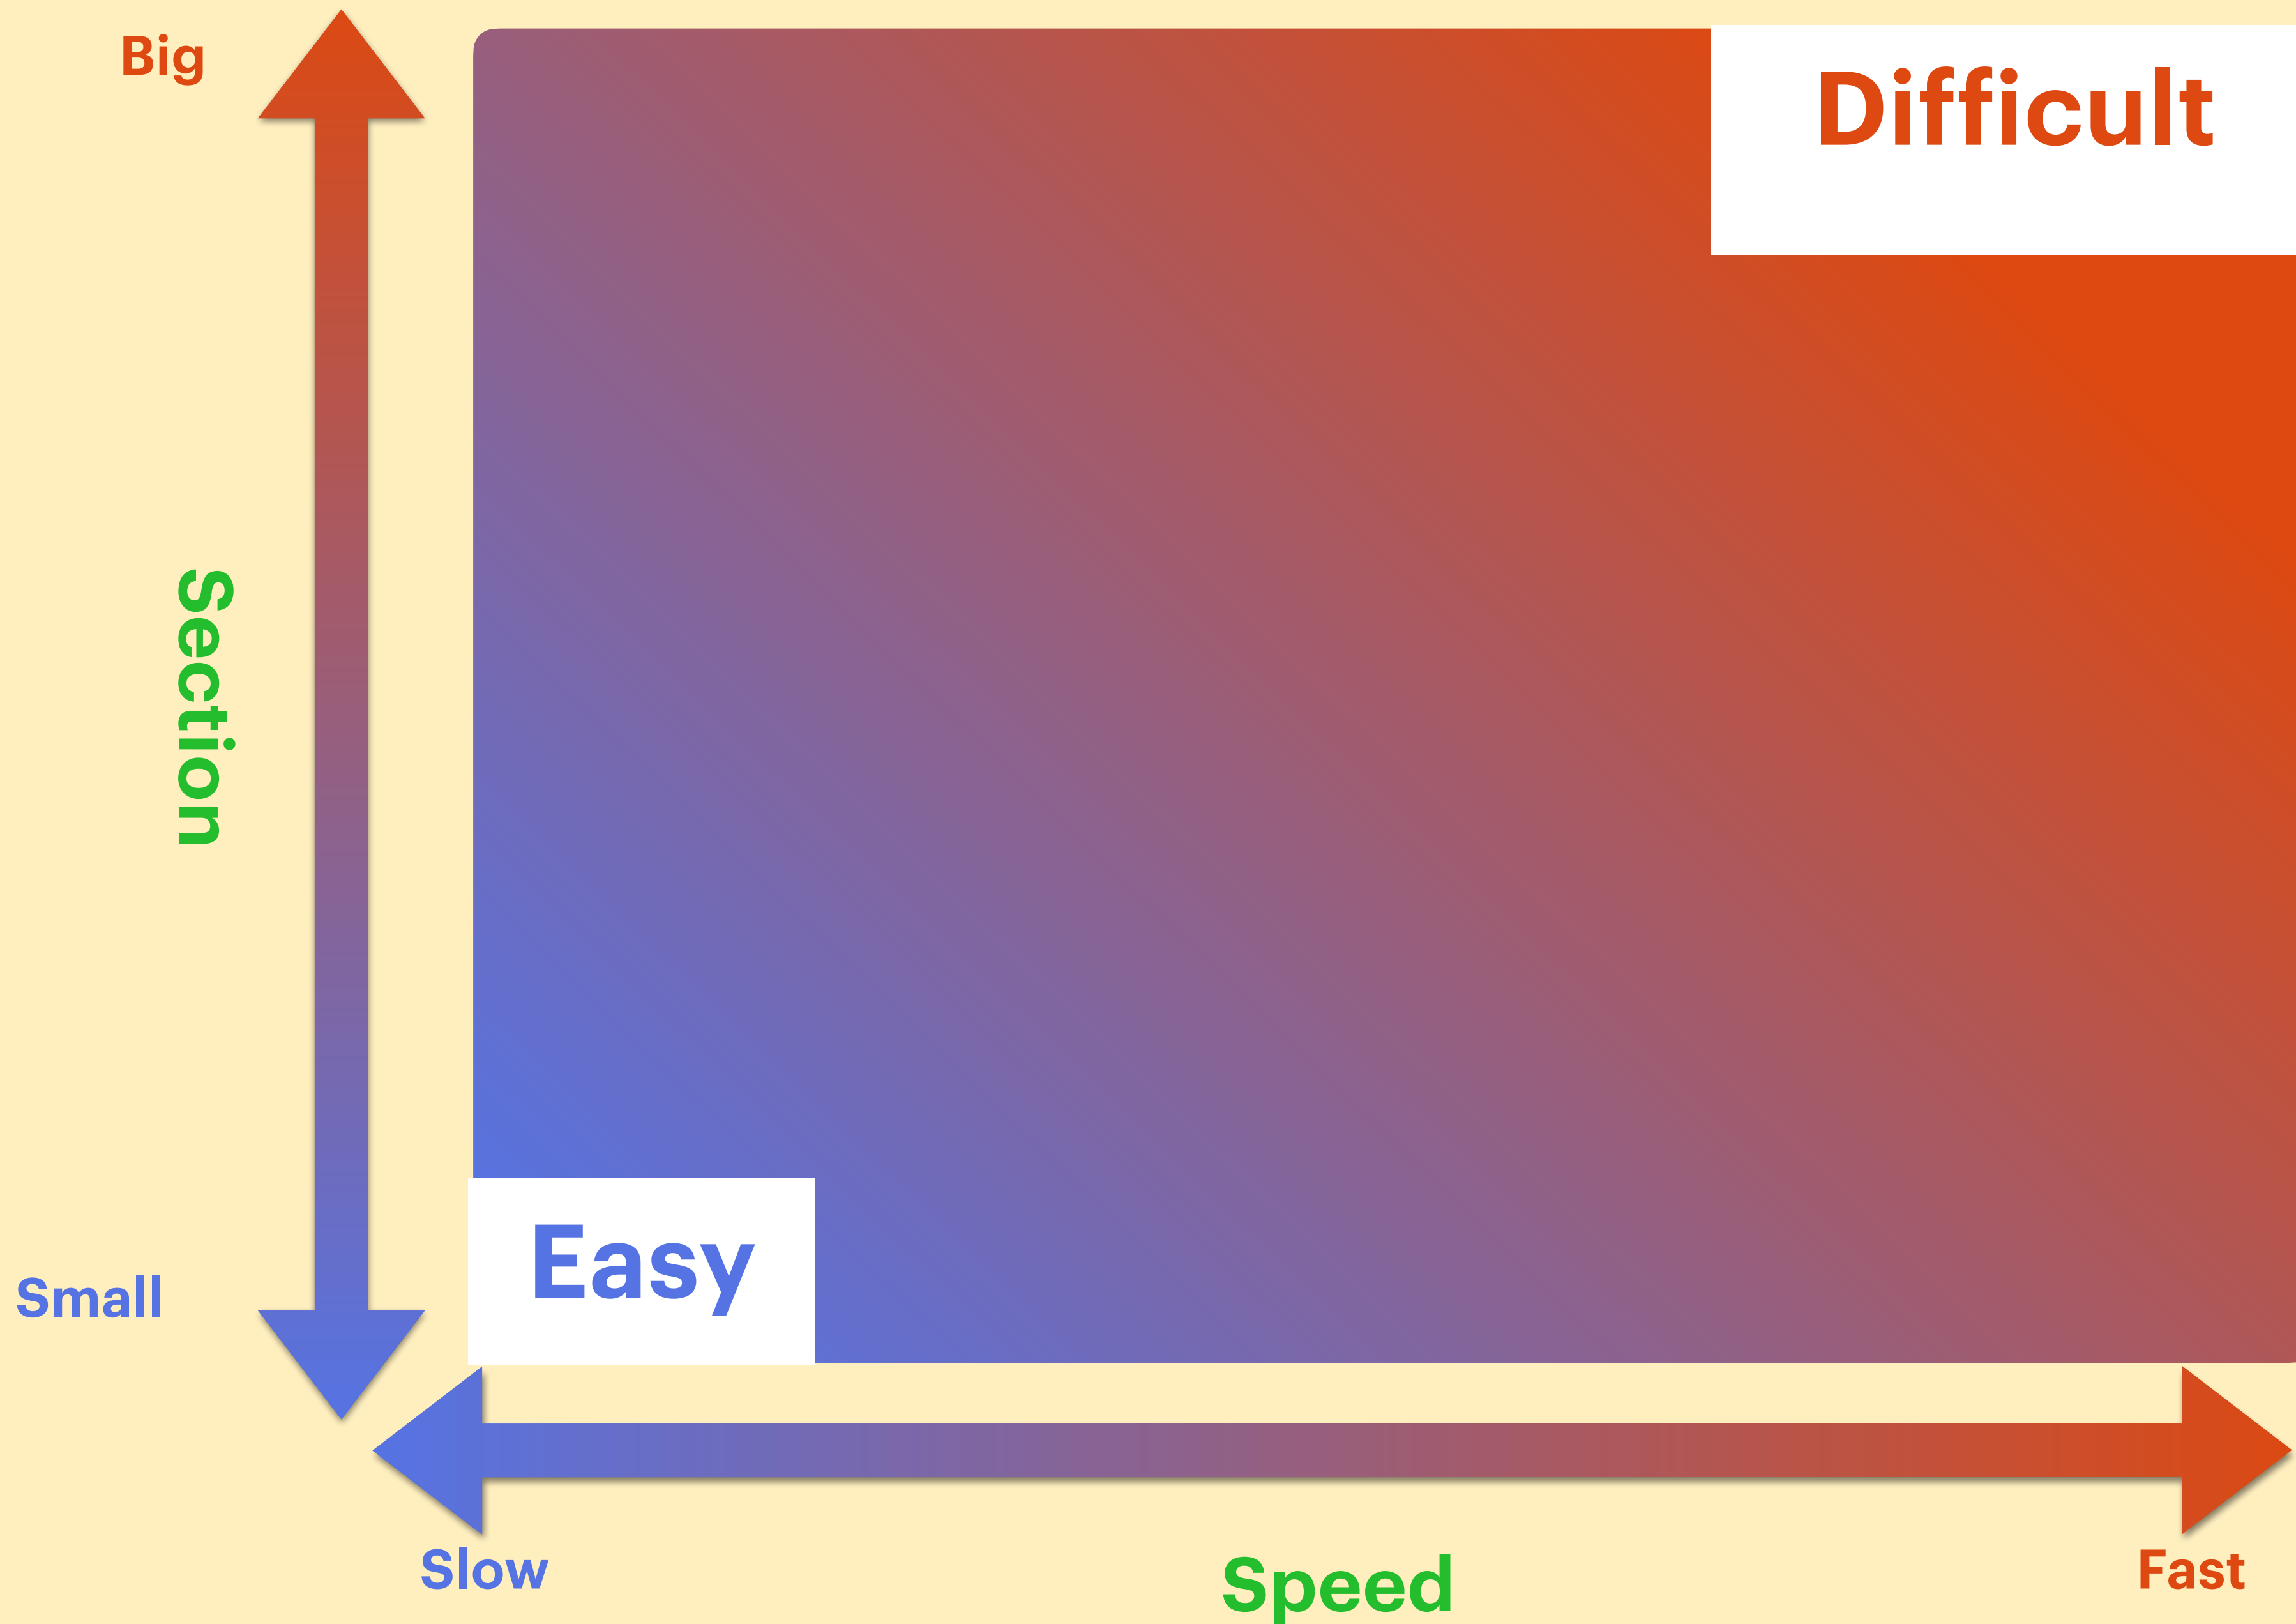 Big
Difficult
Section
Easy
Small
Slow
Speed
Fast